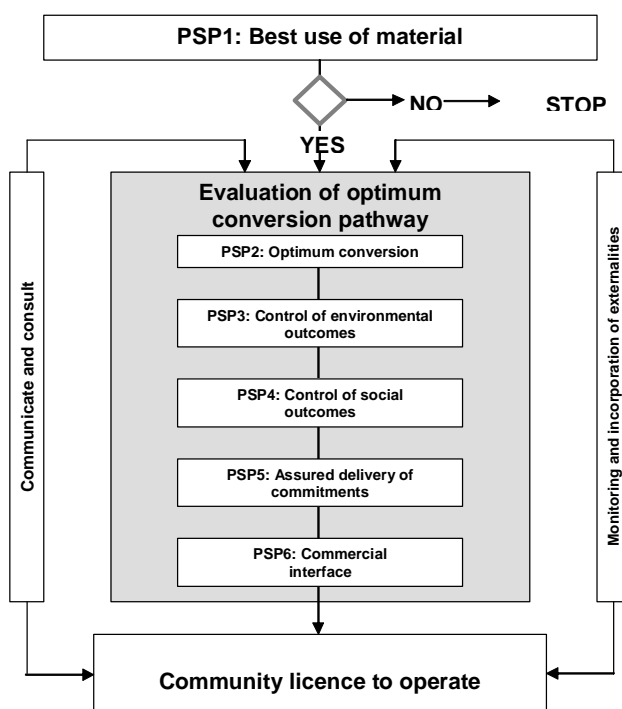 PSP1: Best use of material
NO
STOP
YES
Communicate and consult
Evaluation of optimum
conversion pathway
PSP2: Optimum conversion
PSP3: Control of environmental
outcomes
PSP4: Control of social
outcomes
PSP5: Assured delivery of
commitments
PSP6: Commercial
interface
Monitoring and incorporation of externalities
Community licence to operate